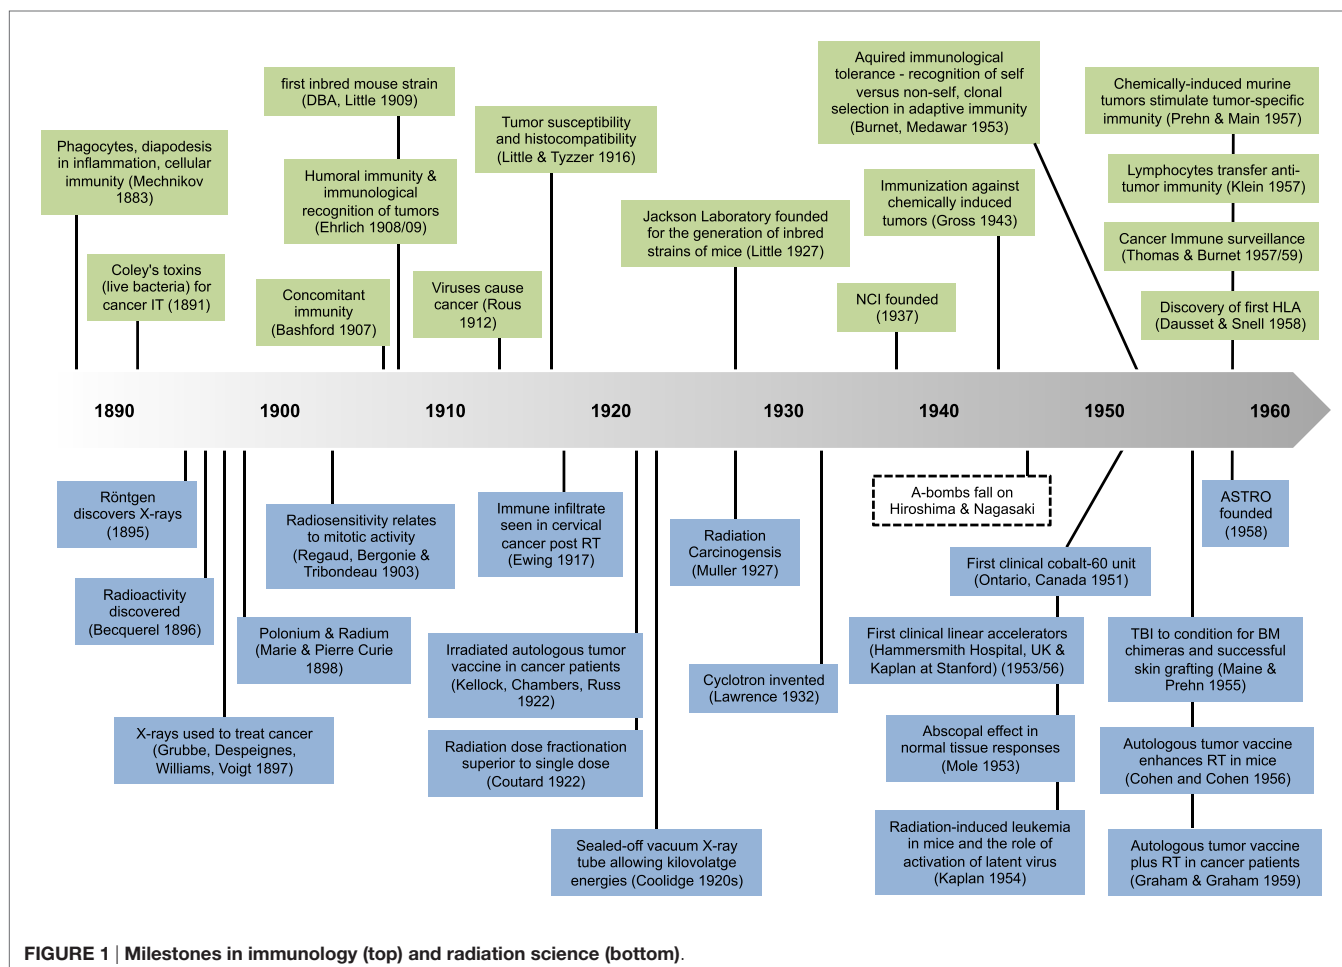 Phagocytes, diapodesis
in inflammation, cellular
immunity (Mechnikov
1883)
Coley's toxins
(live bacteria) for
cancer IT (1891)
first inbred mouse strain
(DBA, Little 1909)
Humoral immunity &
immunological
recognition of tumors
(Ehrlich 1908/09)
Concomitant
immunity
(Bashford 1907)
Tumor susceptibility
and histocompatibility
(Little & Tyzzer 1916)
Viruses cause
cancer (Rous
1912)
Jackson Laboratory founded
for the generation of inbred
strains of mice (Little 1927)
Aquired immunological
tolerance - recognition of self
versus non-self, clonal
selection in adaptive immunity
(Burnet, Medawar 1953)
Immunization against
chemically induced
tumors (Gross 1943)
NCI founded
(1937)
Chemically-induced murine
tumors stimulate tumor-specific
immunity (Prehn & Main 1957)
Lymphocytes transfer anti-
tumor immunity (Klein 1957)
Cancer Immune surveillance
(Thomas & Burnet 1957/59)
Discovery of first HLA
(Dausset & Snell 1958)
1890
1900
1910
1920
1930
1940
1950
1960
Röntgen
discovers X-rays
(1895)
Radioactivity
discovered
(Becquerel 1896)
X-rays used to treat cancer
(Grubbe, Despeignes,
Williams, Voigt 1897)
Polonium & Radium
(Marie & Pierre Curie
1898)
Radiosensitivity relates
to mitotic activity
(Regaud, Bergonie &
Tribondeau 1903)
Immune infiltrate
seen in cervical
cancer post RT
(Ewing 1917)
Irradiated autologous tumor
vaccine in cancer patients
(Kellock, Chambers, Russ
1922)
Radiation dose fractionation
superior to single dose
(Coutard 1922)
Sealed-off vacuum X-ray
tube allowing kilovolatge
energies (Coolidge 1920s)
Radiation
Carcinogensis
(Muller 1927)
Cyclotron invented
(Lawrence 1932)
A-bombs fall on
Hiroshima & Nagasaki
First clinical cobalt-60 unit
(Ontario, Canada 1951)
First clinical linear accelerators
(Hammersmith Hospital, UK &
Kaplan at Stanford) (1953/56)
Abscopal effect in
normal tissue responses
(Mole 1953)
Radiation-induced leukemia
in mice and the role of
activation of latent virus
(Kaplan 1954)
ASTRO
founded
(1958)
TBI to condition for BM
chimeras and successful
skin grafting (Maine &
Prehn 1955)
Autologous tumor vaccine
enhances RT in mice
(Cohen and Cohen 1956)
Autologous tumor vaccine
plus RT in cancer patients
(Graham & Graham 1959)
FIGURE 1 | Milestones in immunology (top) and radiation science (bottom).